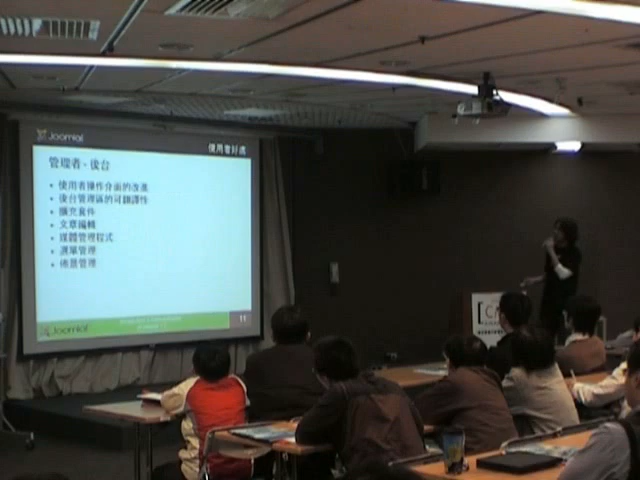 Joomla!
使用者好處
管理者 - 後台
• 使用者操作介面的改進
• 後台管理區的可翻譯性
• 擴充套件
• 文章編輯
• 媒體管理程式
• 選單管理
• 佈景管理
Joomla!
11